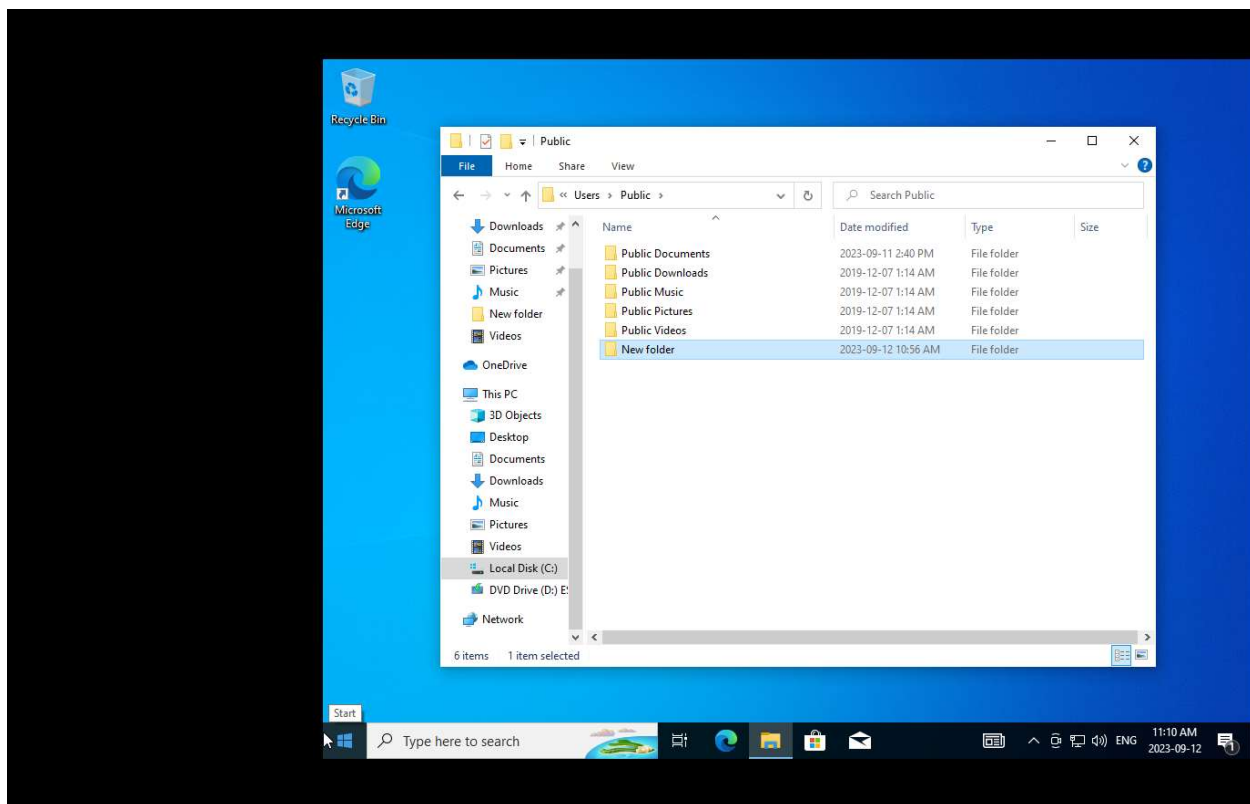 Recycle Bin
Microsoft
Edge
Public
File Home Share View
« Users › Public ›
Search Public
Name Date modified Type Size
Downloads
Documents
Pictures
Music
New folder
Videos
OneDrive
This PC
3D Objects
Desktop
Documents
Downloads
Music
Pictures
Videos
Local Disk (C:)
DVD Drive (D:) E:
Network
Public Documents 2023-09-11 2:40 PM File folder
Public Downloads 2019-12-07 1:14 AM File folder
Public Music 2019-12-07 1:14 AM File folder
Public Pictures 2019-12-07 1:14 AM File folder
Public Videos 2019-12-07 1:14 AM File folder
New folder 2023-09-12 10:56 AM File folder
6 items 1 item selected
Start
Type here to search
ENG
11:10 AM
2023-09-12
1